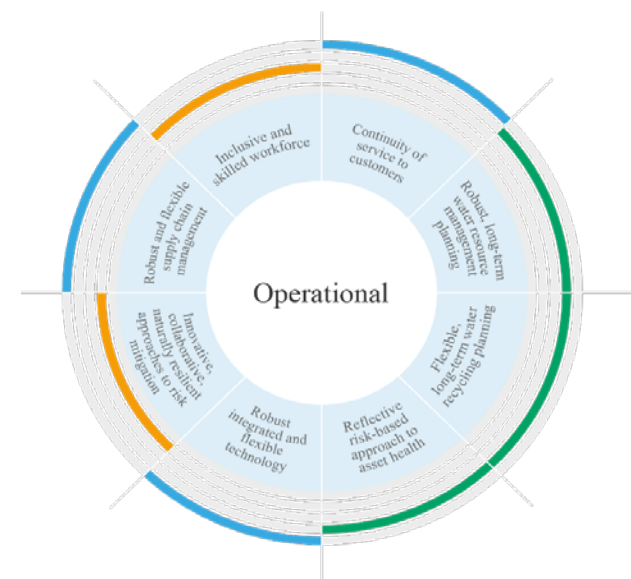 Operational
Continuity of
service to
customers
Robust, long-term
water resource
management
planning
Flexible,
long-term water
recycling planning
Reflective
risk-based
approach to
asset health
Robust
integrated and
flexible
technology
Innovative,
collaborative,
naturally resilient
approaches to risk
mitigation
Robust and flexible
supply chain
management
Inclusive and
skilled workforce